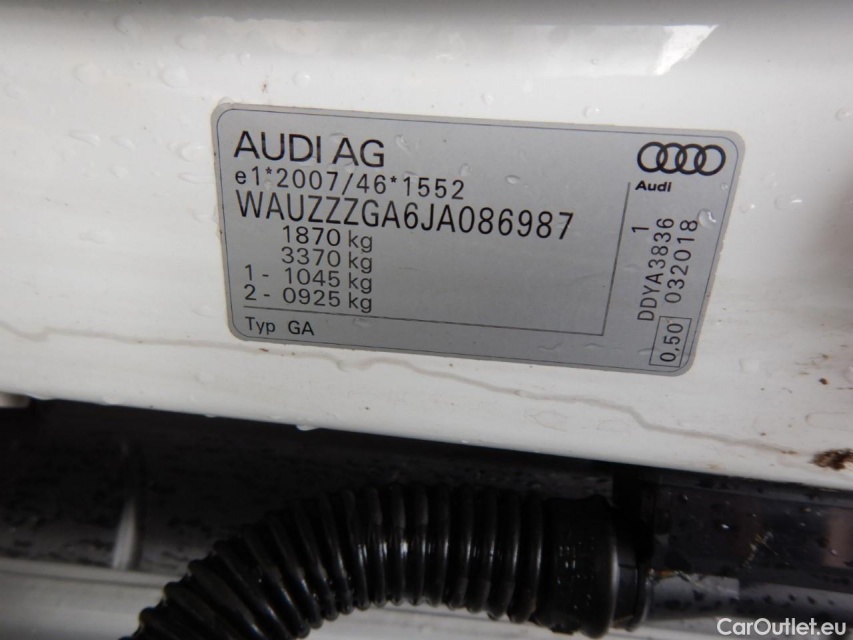 AUDI AG
e1*2007/46*1552
WAUZZZGA6JA086987
1870 kg
3370 kg
1 - 1045 kg
2 - 0925 kg
Typ GA
Audi
DDYA3836 1
032018
0,50
CarOutlet.eu